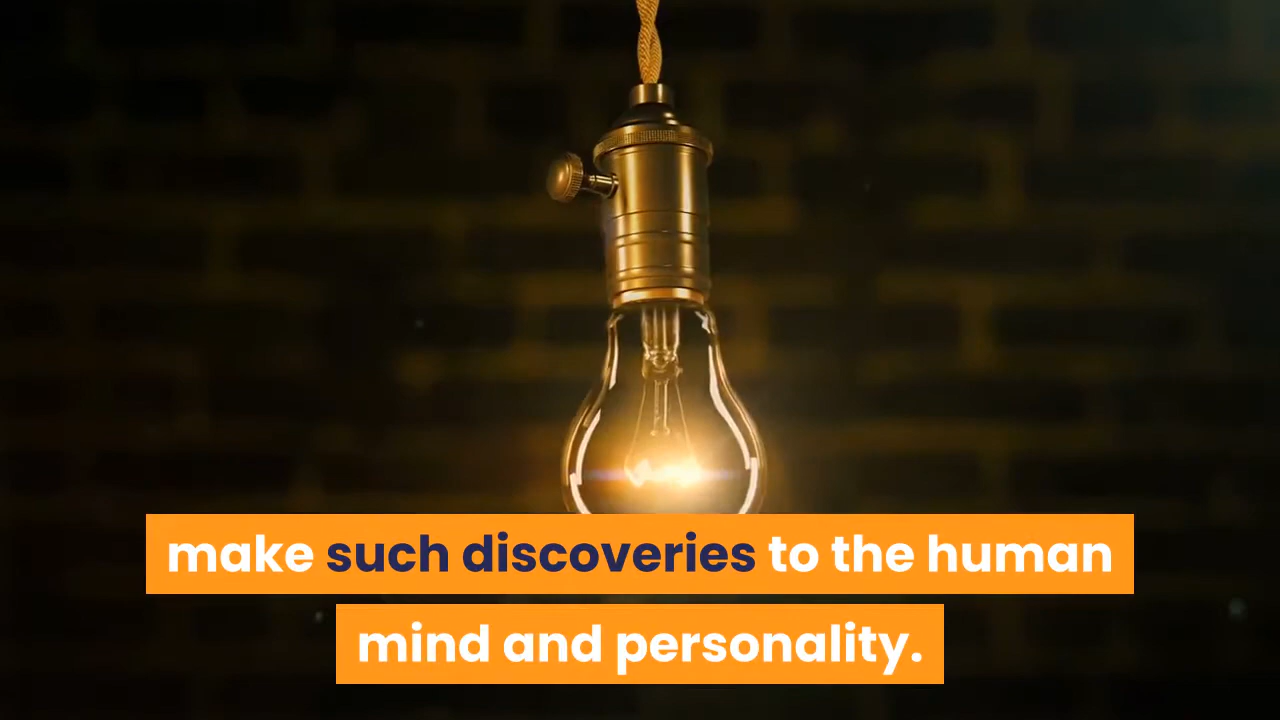 make such discoveries to the human
mind and personality.